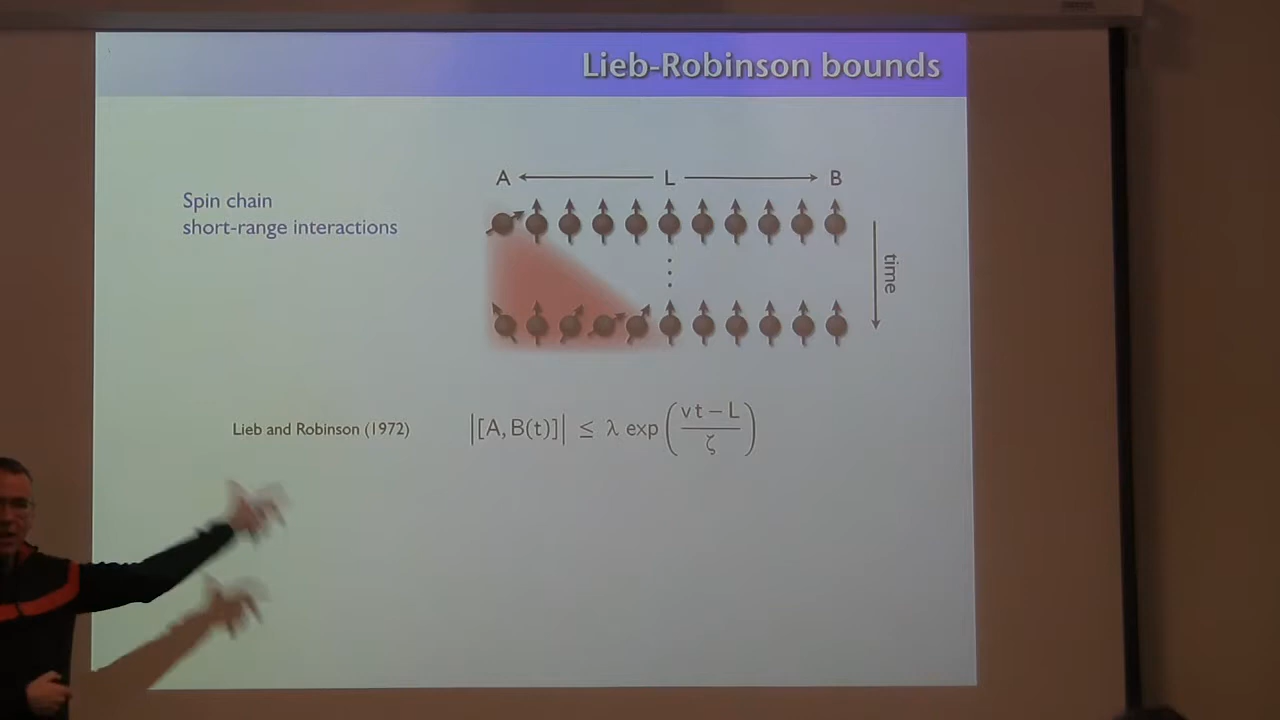 Lieb-Robinson bounds
A L B
Spin chain
short-range interactions
time
Lieb and Robinson (1972) |[A, B(t)]| ≤ λ exp((vt − L)/ζ)